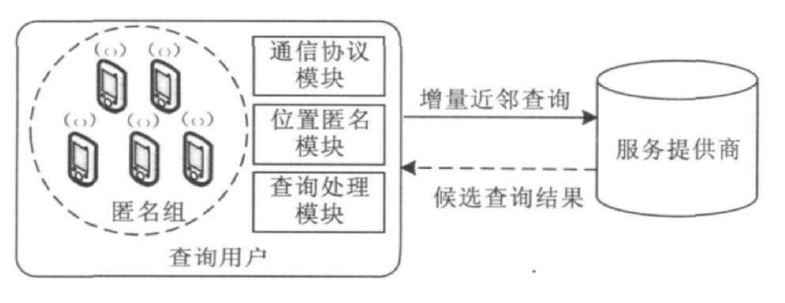 通信协议
模块
位置匿名
模块
查询处理
模块
匿名组
查询用户
增量近邻查询
候选查询结果
服务提供商